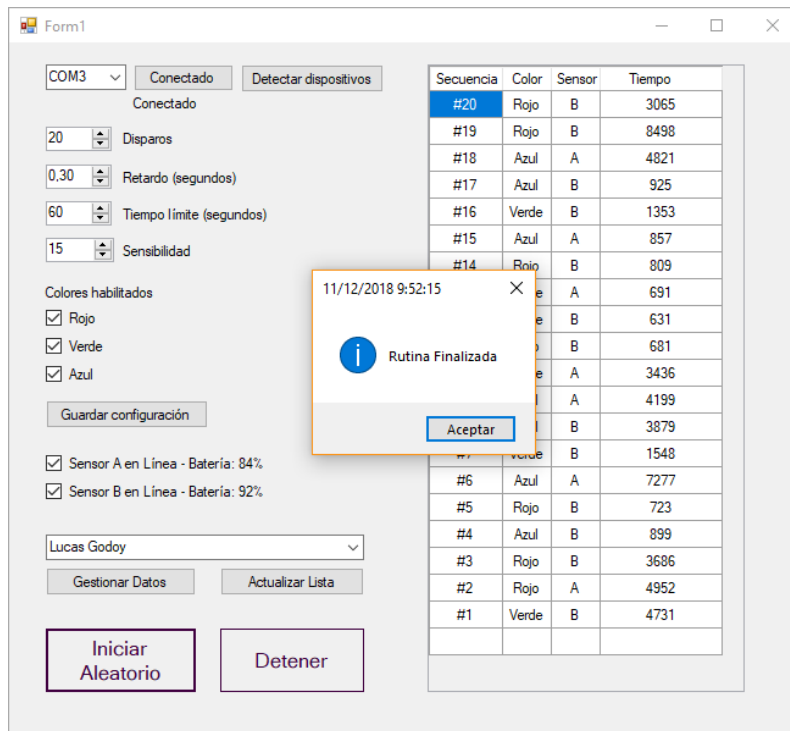 Form1
COM3
Conectado
Detectar dispositivos
Conectado
20
Disparos
0,30
Retardo (segundos)
60
Tiempo límite (segundos)
15
Sensibilidad
Colores habilitados
Rojo
Verde
Azul
Guardar configuración
Sensor A en Línea - Batería: 84%
Sensor B en Línea - Batería: 92%
Lucas Godoy
Gestionar Datos
Actualizar Lista
Iniciar
Aleatorio
Detener
Secuencia Color Sensor Tiempo
#20 Rojo B 3065
#19 Rojo B 8498
#18 Azul A 4821
#17 Azul B 925
#16 Verde B 1353
#15 Azul A 857
#14 Rojo B 809
A 691
B 631
B 681
A 3436
A 4199
B 3879
#7 Verde B 1548
#6 Azul A 7277
#5 Rojo B 723
#4 Azul B 899
#3 Rojo B 3686
#2 Rojo A 4952
#1 Verde B 4731
11/12/2018 9:52:15
Rutina Finalizada
Aceptar